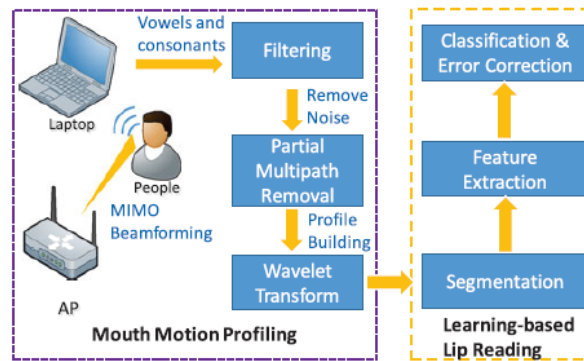 Vowels and
consonants
Laptop
People
MIMO
Beamforming
AP
Filtering
Remove
Noise
Partial
Multipath
Removal
Profile
Building
Wavelet
Transform
Mouth Motion Profiling
Classification &
Error Correction
Feature
Extraction
Segmentation
Learning-based
Lip Reading